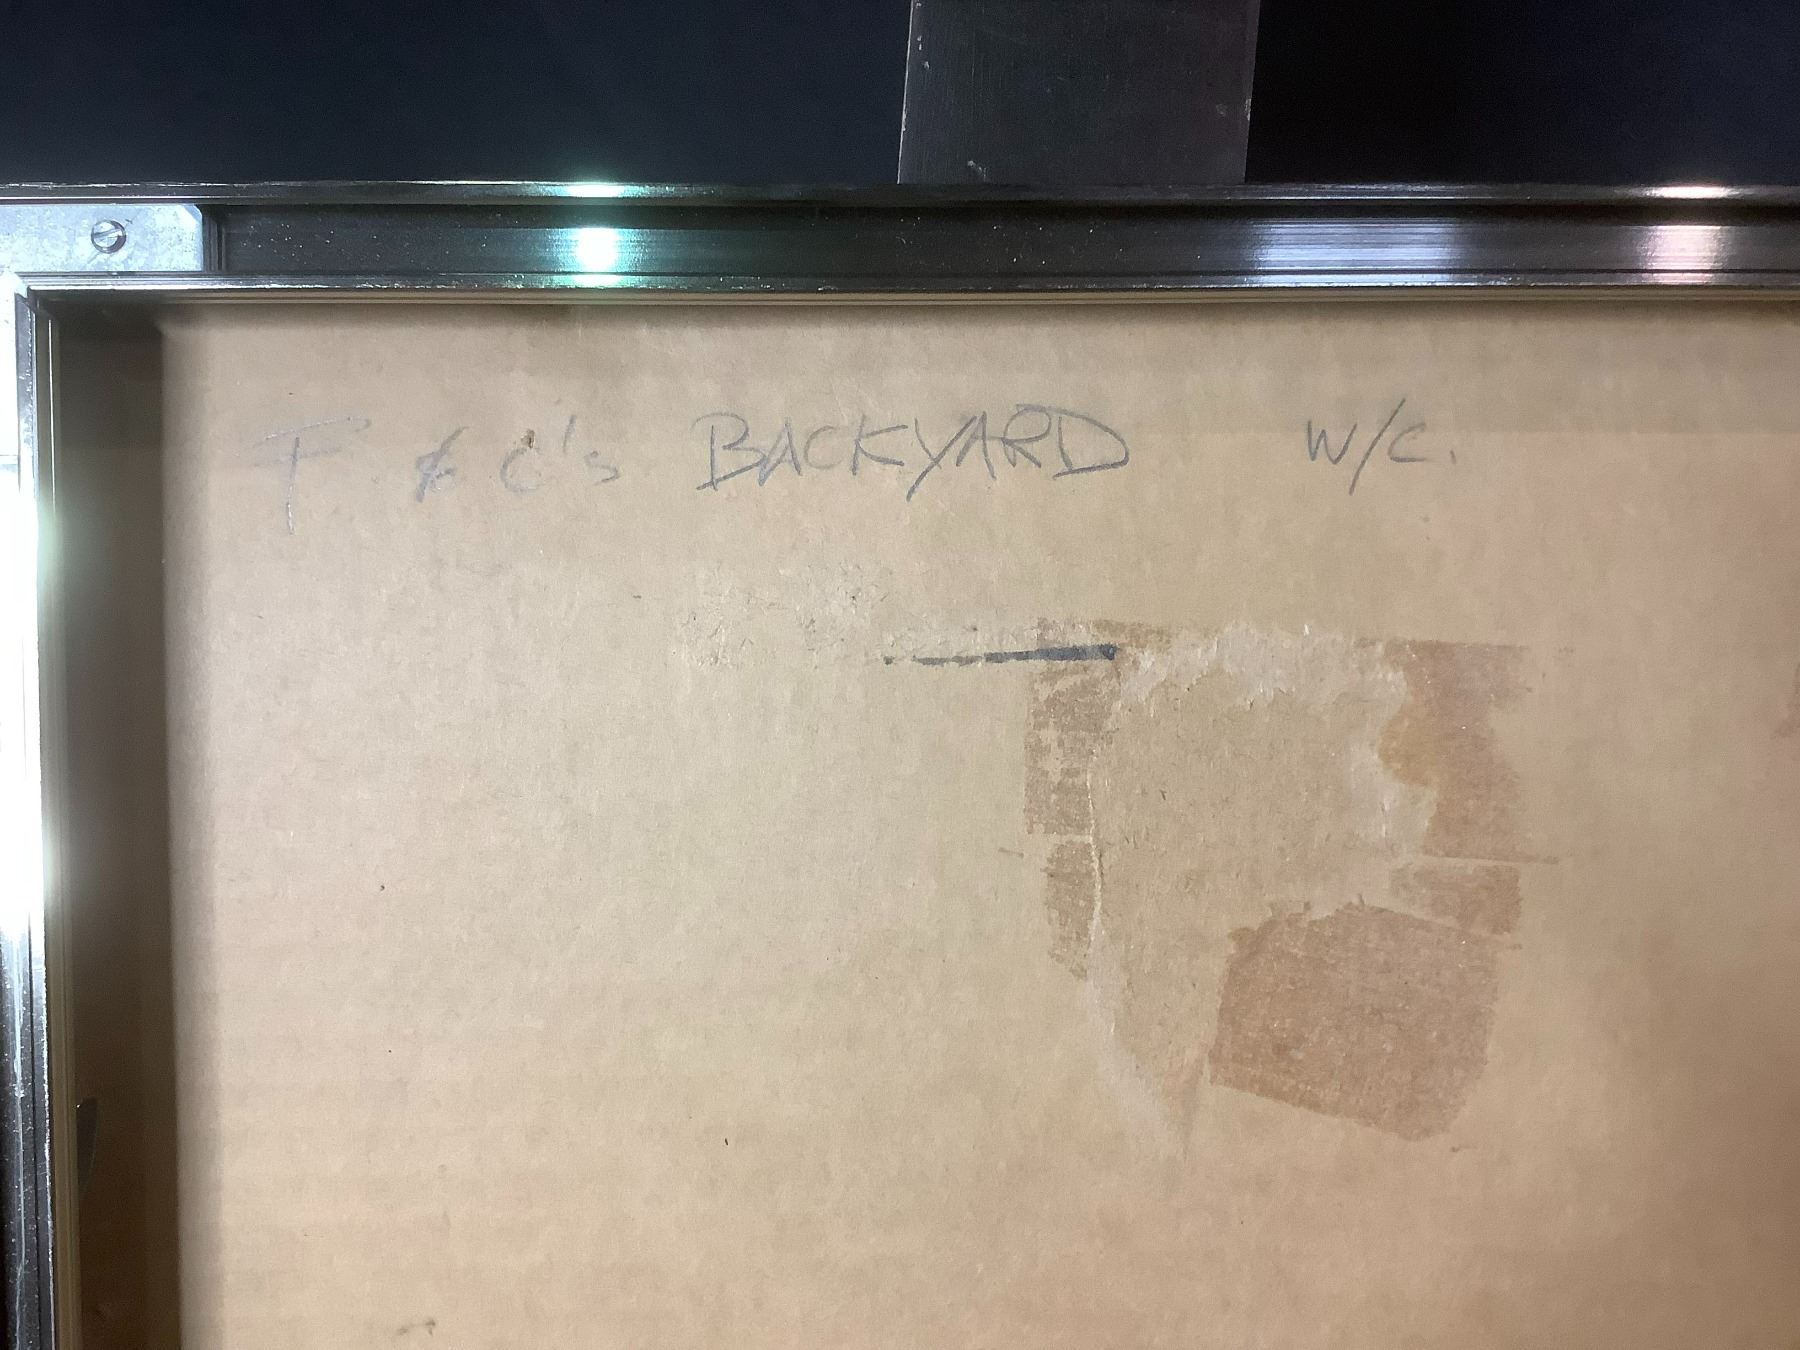 F & C's BACKYARD W/C.